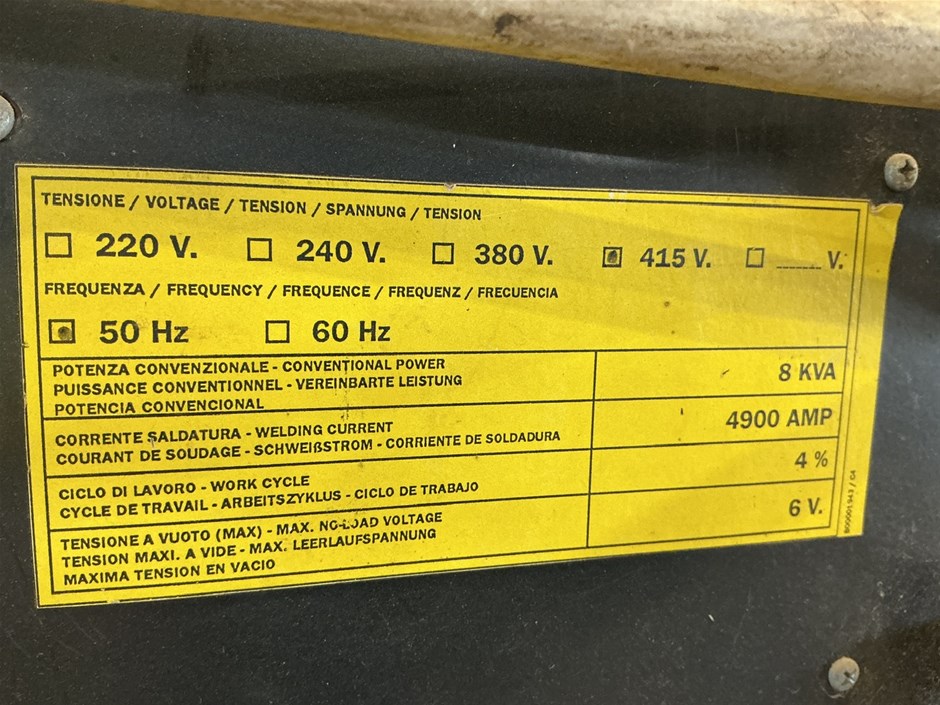 TENSIONE / VOLTAGE / TENSION / SPANNUNG / TENSION
220 V. 240 V. 380 V. 415 V. ______ V.
FREQUENZA / FREQUENCY / FREQUENCE / FREQUENZ / FRECUENCIA
50 Hz 60 Hz
POTENZA CONVENZIONALE - CONVENTIONAL POWER
PUISSANCE CONVENTIONNEL - VEREINBARTE LEISTUNG
POTENCIA CONVENCIONAL
8 KVA
CORRENTE SALDATURA - WELDING CURRENT
COURANT DE SOUDAGE - SCHWEIßSTROM - CORRIENTE DE SOLDADURA
4900 AMP
CICLO DI LAVORO - WORK CYCLE
CYCLE DE TRAVAIL - ARBEITSZYKLUS - CICLO DE TRABAJO
4 %
TENSIONE A VUOTO (MAX) - MAX. NO-LOAD VOLTAGE
TENSION MAXI. A VIDE - MAX. LEERLAUFSPANNUNG
MAXIMA TENSION EN VACIO
6 V.